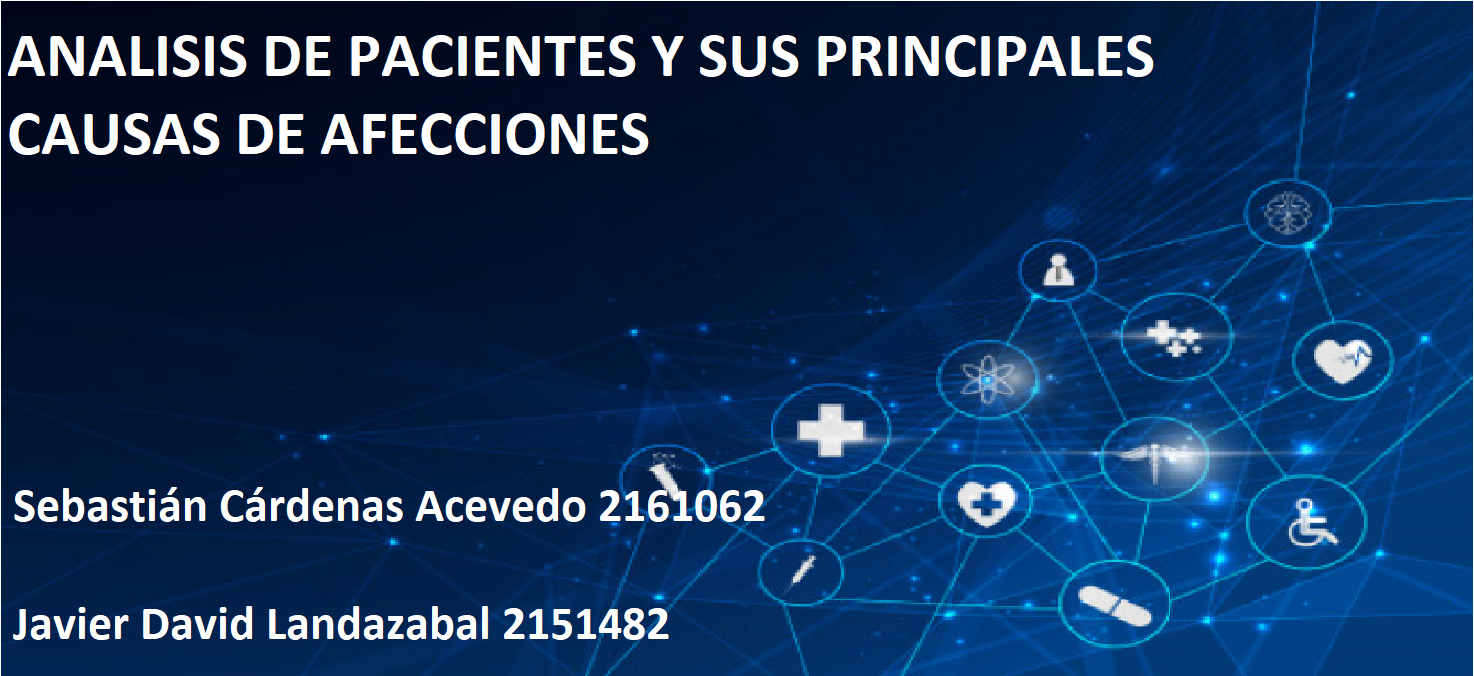 ANALISIS DE PACIENTES Y SUS PRINCIPALES
CAUSAS DE AFECCIONES
Sebastián Cárdenas Acevedo 2161062
Javier David Landazabal 2151482